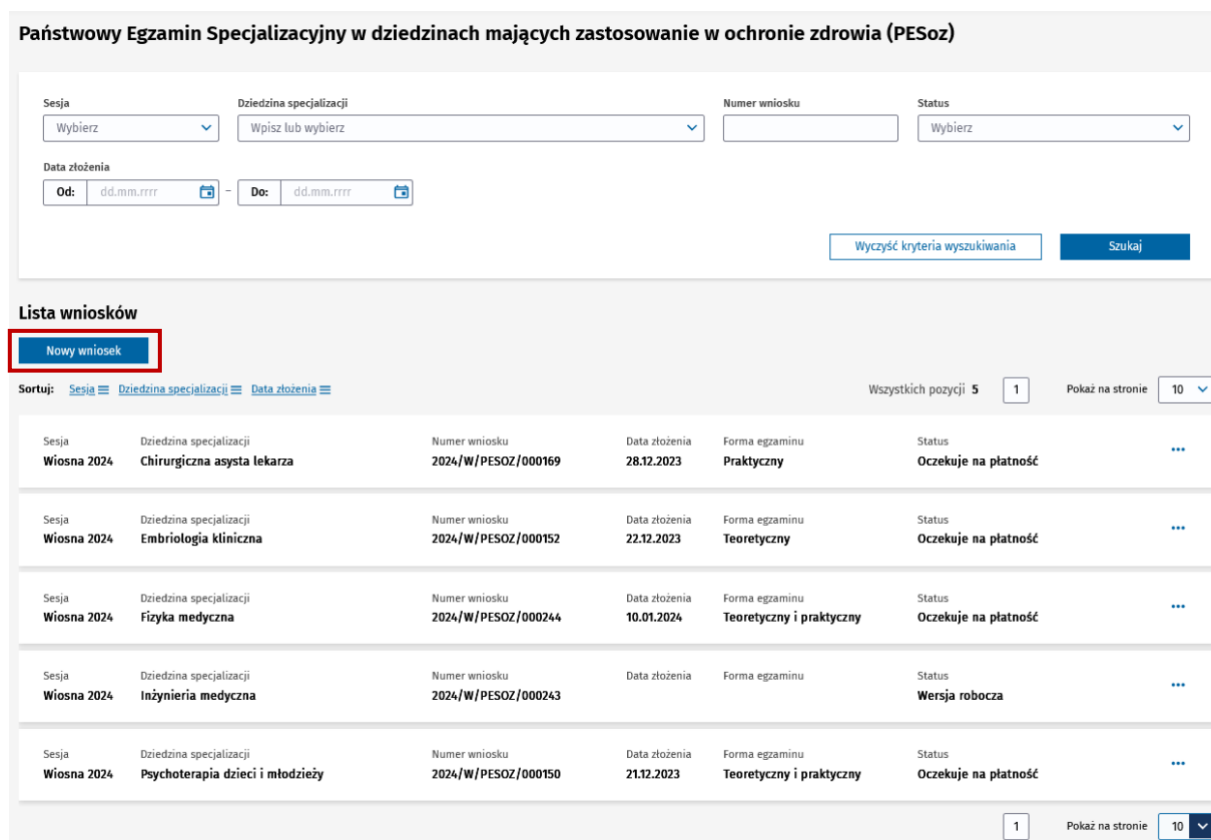 Państwowy Egzamin Specjalizacyjny w dziedzinach mających zastosowanie w ochronie zdrowia (PESoz)
Sesja Dziedzina specjalizacji Numer wniosku Status
Wybierz Wpisz lub wybierz Wybierz
Data złożenia
Od: dd.mm.rrrr – Do: dd.mm.rrrr
Wyczyść kryteria wyszukiwania Szukaj
Lista wniosków
Nowy wniosek
Sortuj: Sesja Dziedzina specjalizacji Data złożenia Wszystkich pozycji 5 1 Pokaż na stronie 10
Sesja Dziedzina specjalizacji Numer wniosku Data złożenia Forma egzaminu Status
Wiosna 2024 Chirurgiczna asysta lekarza 2024/W/PESOZ/000169 28.12.2023 Praktyczny Oczekuje na płatność
Sesja Dziedzina specjalizacji Numer wniosku Data złożenia Forma egzaminu Status
Wiosna 2024 Embriologia kliniczna 2024/W/PESOZ/000152 22.12.2023 Teoretyczny Oczekuje na płatność
Sesja Dziedzina specjalizacji Numer wniosku Data złożenia Forma egzaminu Status
Wiosna 2024 Fizyka medyczna 2024/W/PESOZ/000244 10.01.2024 Teoretyczny i praktyczny Oczekuje na płatność
Sesja Dziedzina specjalizacji Numer wniosku Data złożenia Forma egzaminu Status
Wiosna 2024 Inżynieria medyczna 2024/W/PESOZ/000243 Wersja robocza
Sesja Dziedzina specjalizacji Numer wniosku Data złożenia Forma egzaminu Status
Wiosna 2024 Psychoterapia dzieci i młodzieży 2024/W/PESOZ/000150 21.12.2023 Teoretyczny i praktyczny Oczekuje na płatność
1 Pokaż na stronie 10